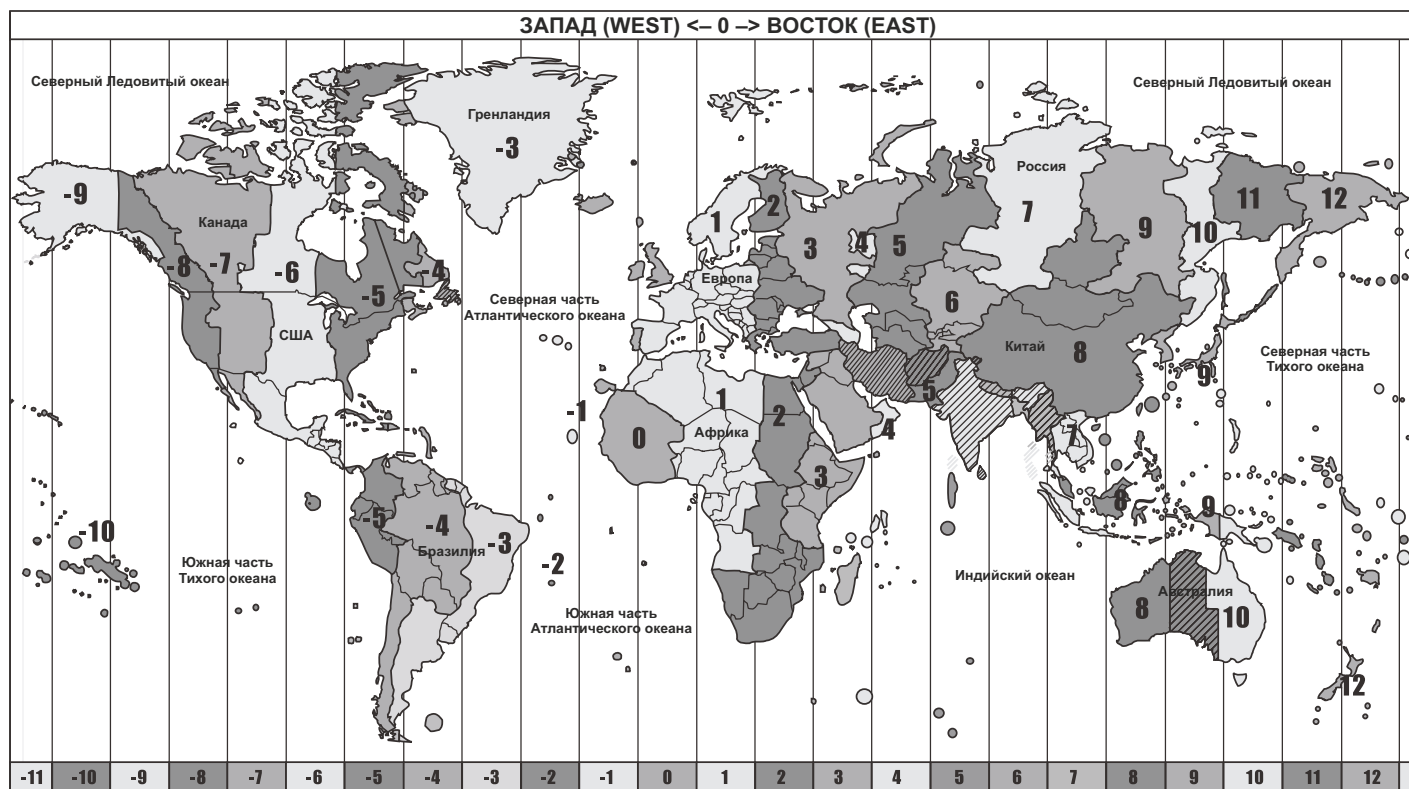 ЗАПАД (WEST) <– 0 –> ВОСТОК (EAST)
Северный Ледовитый океан
Северный Ледовитый океан
Гренландия
-3
Россия
-9
Канада
1
2
7
11
12
-8
-7
-6
-5
-4
3
4
5
9
10
Европа
6
Северная часть
Атлантического океана
США
Китай
8
Северная часть
Тихого океана
9
-1
1
2
5
0
Африка
4
7
3
-5
-4
-3
8
9
-10
Бразилия
Южная часть
Тихого океана
-2
Индийский океан
Австралия
8
10
Южная часть
Атлантического океана
12
-11 -10 -9 -8 -7 -6 -5 -4 -3 -2 -1 0 1 2 3 4 5 6 7 8 9 10 11 12